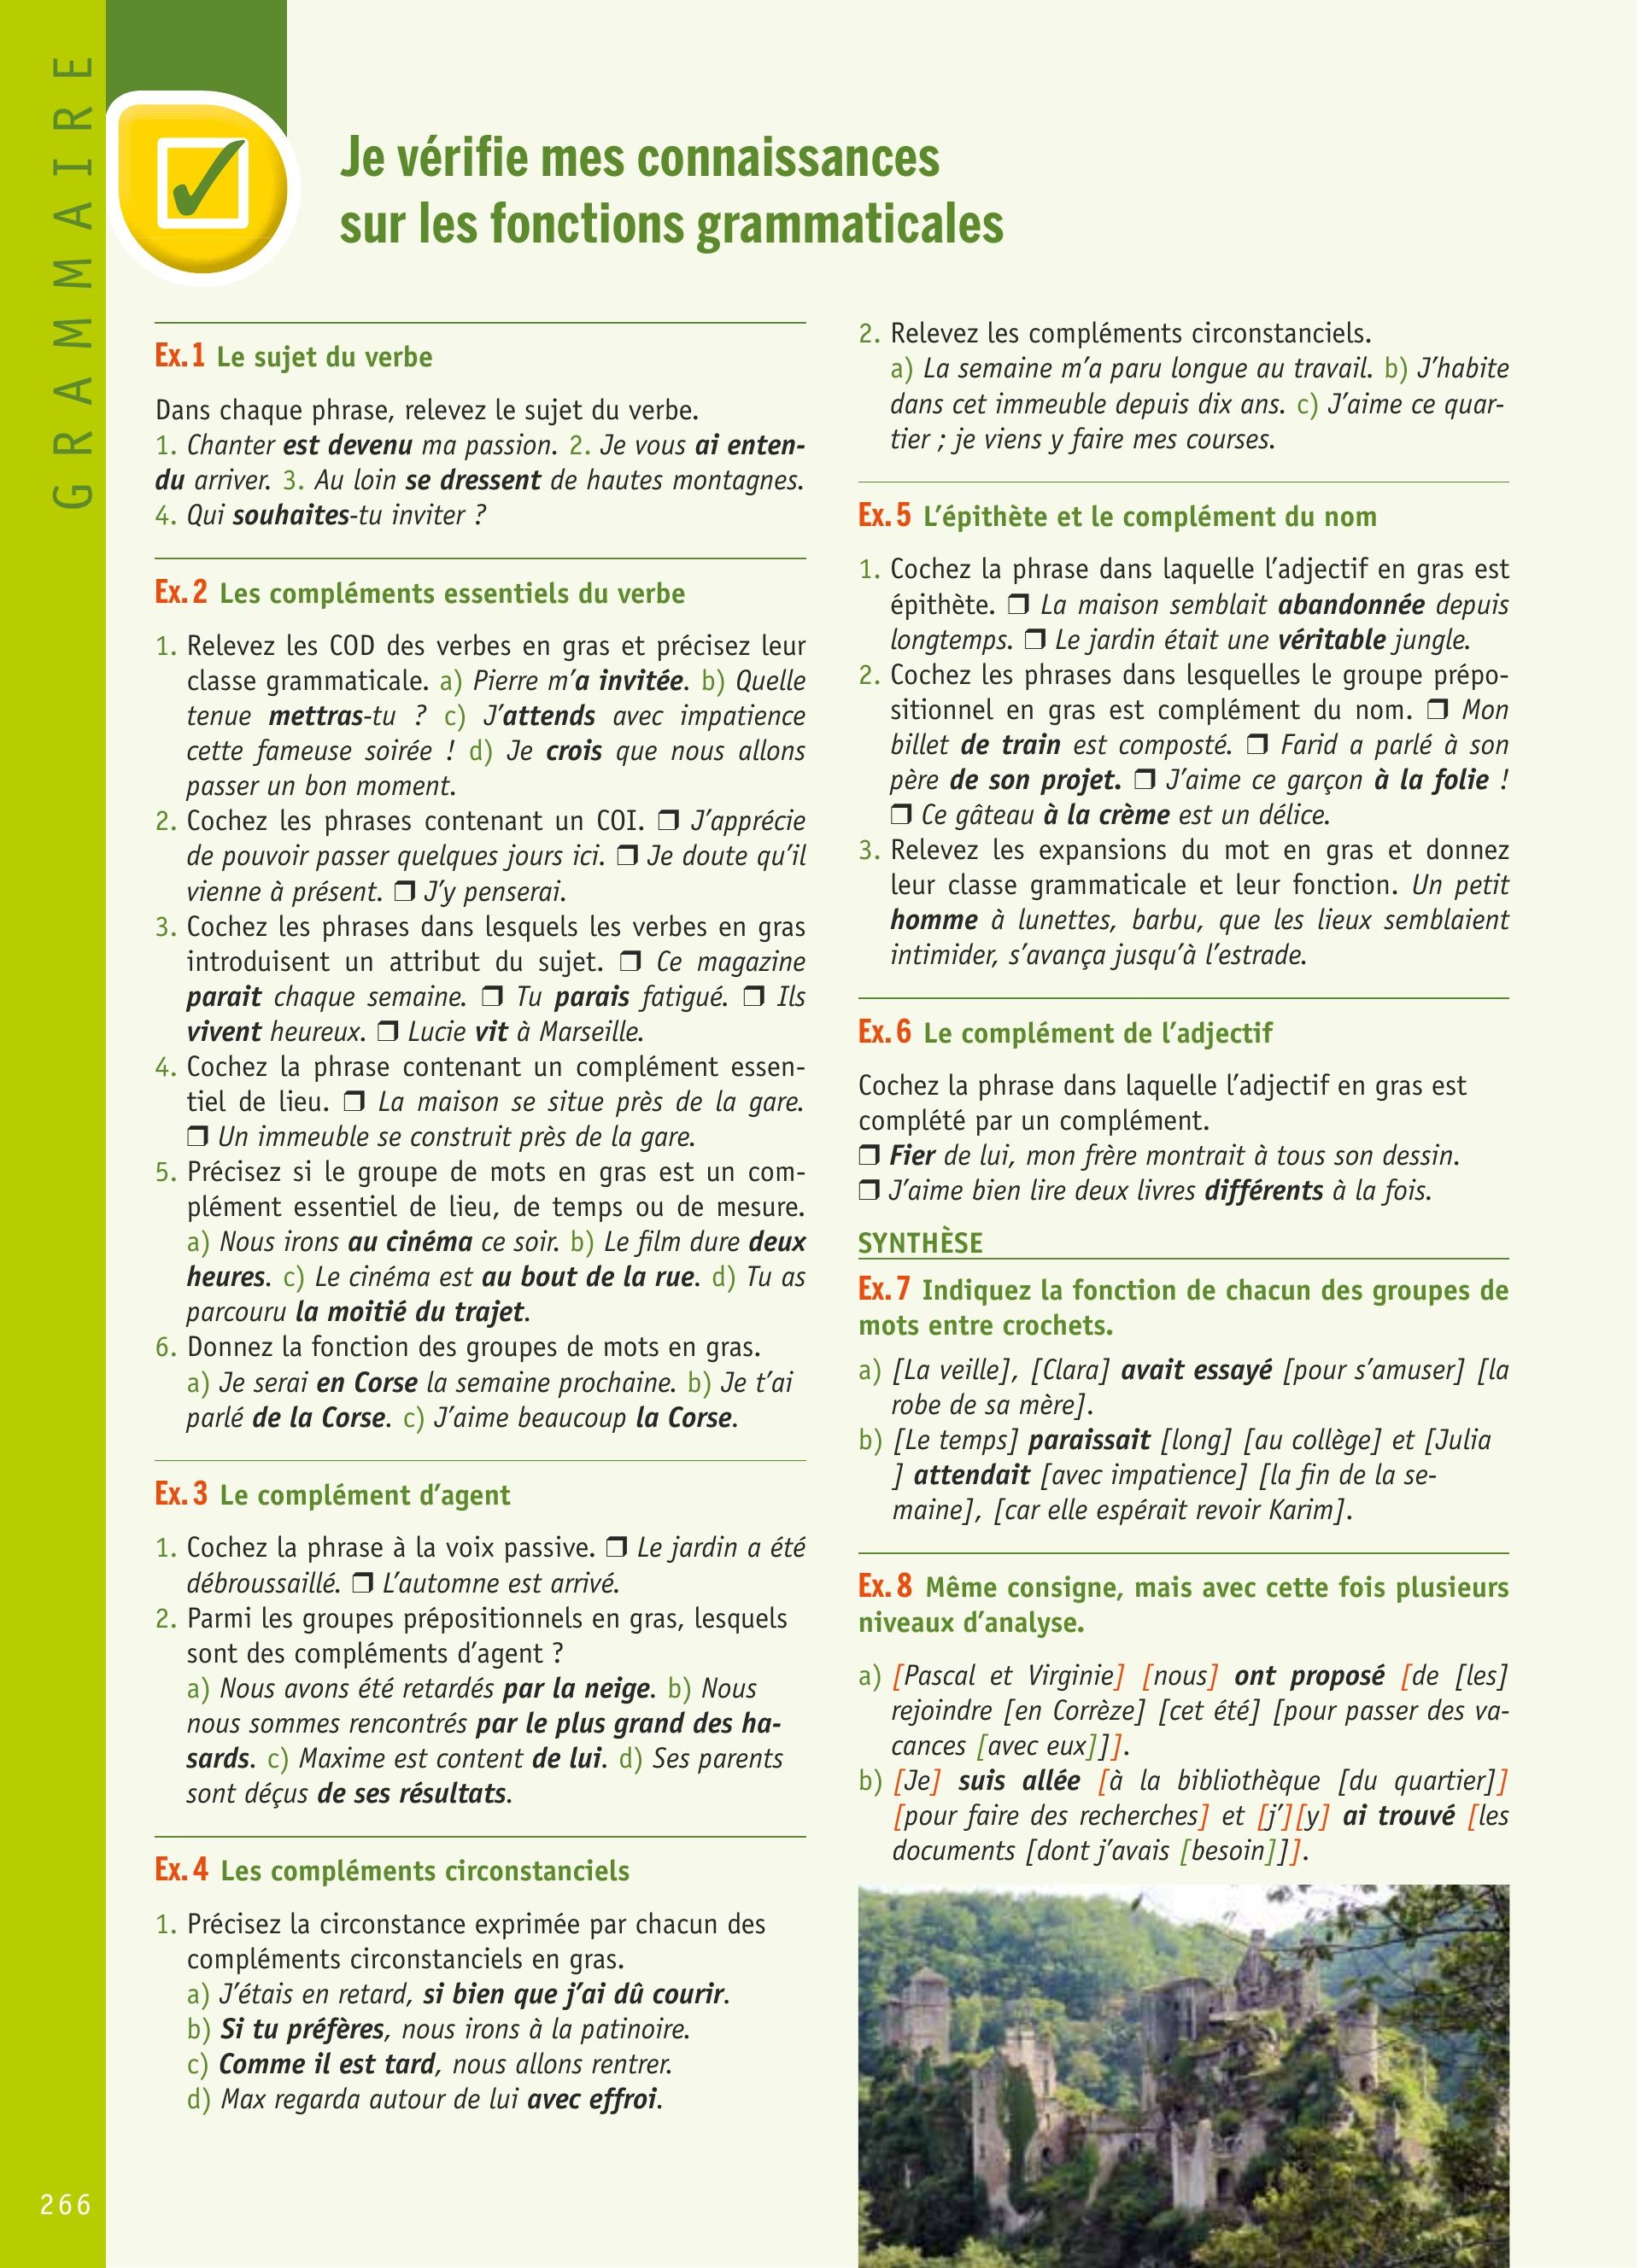 GRAMMAIRE
Je vérifie mes connaissances
sur les fonctions grammaticales
Ex. 1 Le sujet du verbe
Dans chaque phrase, relevez le sujet du verbe.
1. Chanter est devenu ma passion. 2. Je vous ai enten-
du arriver. 3. Au loin se dressent de hautes montagnes.
4. Qui souhaites-tu inviter ?
Ex. 2 Les compléments essentiels du verbe
1. Relevez les COD des verbes en gras et précisez leur
classe grammaticale. a) Pierre m’a invitée. b) Quelle
tenue mettras-tu ? c) J’attends avec impatience
cette fameuse soirée ! d) Je crois que nous allons
passer un bon moment.
2. Cochez les phrases contenant un COI. ❒ J’apprécie
de pouvoir passer quelques jours ici. ❒ Je doute qu’il
vienne à présent. ❒ J’y penserai.
3. Cochez les phrases dans lesquels les verbes en gras
introduisent un attribut du sujet. ❒ Ce magazine
parait chaque semaine. ❒ Tu parais fatigué. ❒ Ils
vivent heureux. ❒ Lucie vit à Marseille.
4. Cochez la phrase contenant un complément essen-
tiel de lieu. ❒ La maison se situe près de la gare.
❒ Un immeuble se construit près de la gare.
5. Précisez si le groupe de mots en gras est un com-
plément essentiel de lieu, de temps ou de mesure.
a) Nous irons au cinéma ce soir. b) Le film dure deux
heures. c) Le cinéma est au bout de la rue. d) Tu as
parcouru la moitié du trajet.
6. Donnez la fonction des groupes de mots en gras.
a) Je serai en Corse la semaine prochaine. b) Je t’ai
parlé de la Corse. c) J’aime beaucoup la Corse.
Ex. 3 Le complément d’agent
1. Cochez la phrase à la voix passive. ❒ Le jardin a été
débroussaillé. ❒ L’automne est arrivé.
2. Parmi les groupes prépositionnels en gras, lesquels
sont des compléments d’agent ?
a) Nous avons été retardés par la neige. b) Nous
nous sommes rencontrés par le plus grand des ha-
sards. c) Maxime est content de lui. d) Ses parents
sont déçus de ses résultats.
Ex. 4 Les compléments circonstanciels
1. Précisez la circonstance exprimée par chacun des
compléments circonstanciels en gras.
a) J’étais en retard, si bien que j’ai dû courir.
b) Si tu préfères, nous irons à la patinoire.
c) Comme il est tard, nous allons rentrer.
d) Max regarda autour de lui avec effroi.
2. Relevez les compléments circonstanciels.
a) La semaine m’a paru longue au travail. b) J’habite
dans cet immeuble depuis dix ans. c) J’aime ce quar-
tier ; je viens y faire mes courses.
Ex. 5 L’épithète et le complément du nom
1. Cochez la phrase dans laquelle l’adjectif en gras est
épithète. ❒ La maison semblait abandonnée depuis
longtemps. ❒ Le jardin était une véritable jungle.
2. Cochez les phrases dans lesquelles le groupe prépo-
sitionnel en gras est complément du nom. ❒ Mon
billet de train est composté. ❒ Farid a parlé à son
père de son projet. ❒ J’aime ce garçon à la folie !
❒ Ce gâteau à la crème est un délice.
3. Relevez les expansions du mot en gras et donnez
leur classe grammaticale et leur fonction. Un petit
homme à lunettes, barbu, que les lieux semblaient
intimider, s’avança jusqu’à l’estrade.
Ex. 6 Le complément de l’adjectif
Cochez la phrase dans laquelle l’adjectif en gras est
complété par un complément.
❒ Fier de lui, mon frère montrait à tous son dessin.
❒ J’aime bien lire deux livres différents à la fois.
SYNTHÈSE
Ex. 7 Indiquez la fonction de chacun des groupes de
mots entre crochets.
a) [La veille], [Clara] avait essayé [pour s’amuser] [la
robe de sa mère].
b) [Le temps] paraissait [long] [au collège] et [Julia
] attendait [avec impatience] [la fin de la se-
maine], [car elle espérait revoir Karim].
Ex. 8 Même consigne, mais avec cette fois plusieurs
niveaux d’analyse.
a) [Pascal et Virginie] [nous] ont proposé [de [les]
rejoindre [en Corrèze] [cet été] [pour passer des va-
cances [avec eux]]].
b) [Je] suis allée [à la bibliothèque [du quartier]]
[pour faire des recherches] et [j’][y] ai trouvé [les
documents [dont j’avais [besoin]]].
266